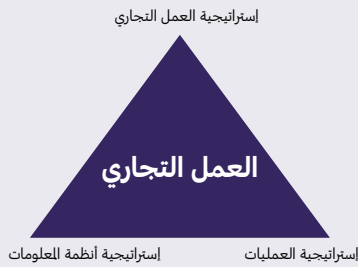 إستراتيجية العمل التجاري
العمل التجاري
إستراتيجية العمليات
إستراتيجية أنظمة المعلومات